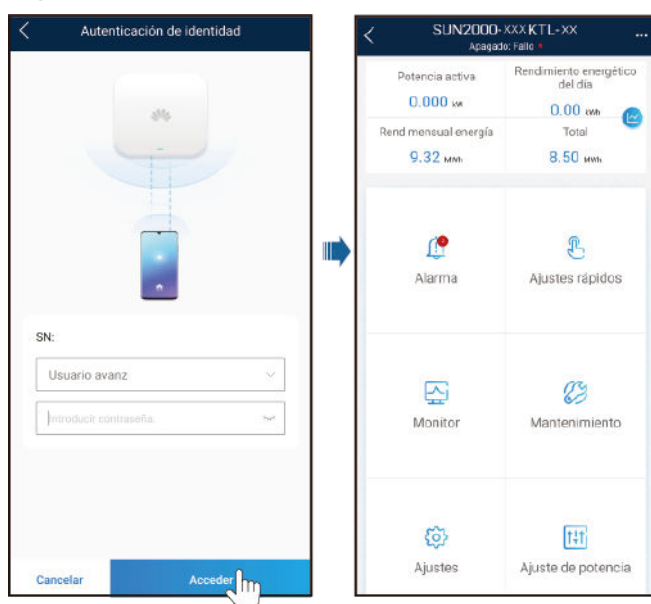 Autenticación de identidad
SN:
Usuario avanz
Introducir contraseña.
Cancelar
Acceder
SUN2000-XXXKTL-XX
...
Apagado: Fallo
Potencia activa
0.000 kW
Rendimiento energético
del día
0.00 kWh
Rend mensual energía
9.32 MWh
Total
8.50 MWh
Alarma
Ajustes rápidos
Monitor
Mantenimiento
Ajustes
Ajuste de potencia